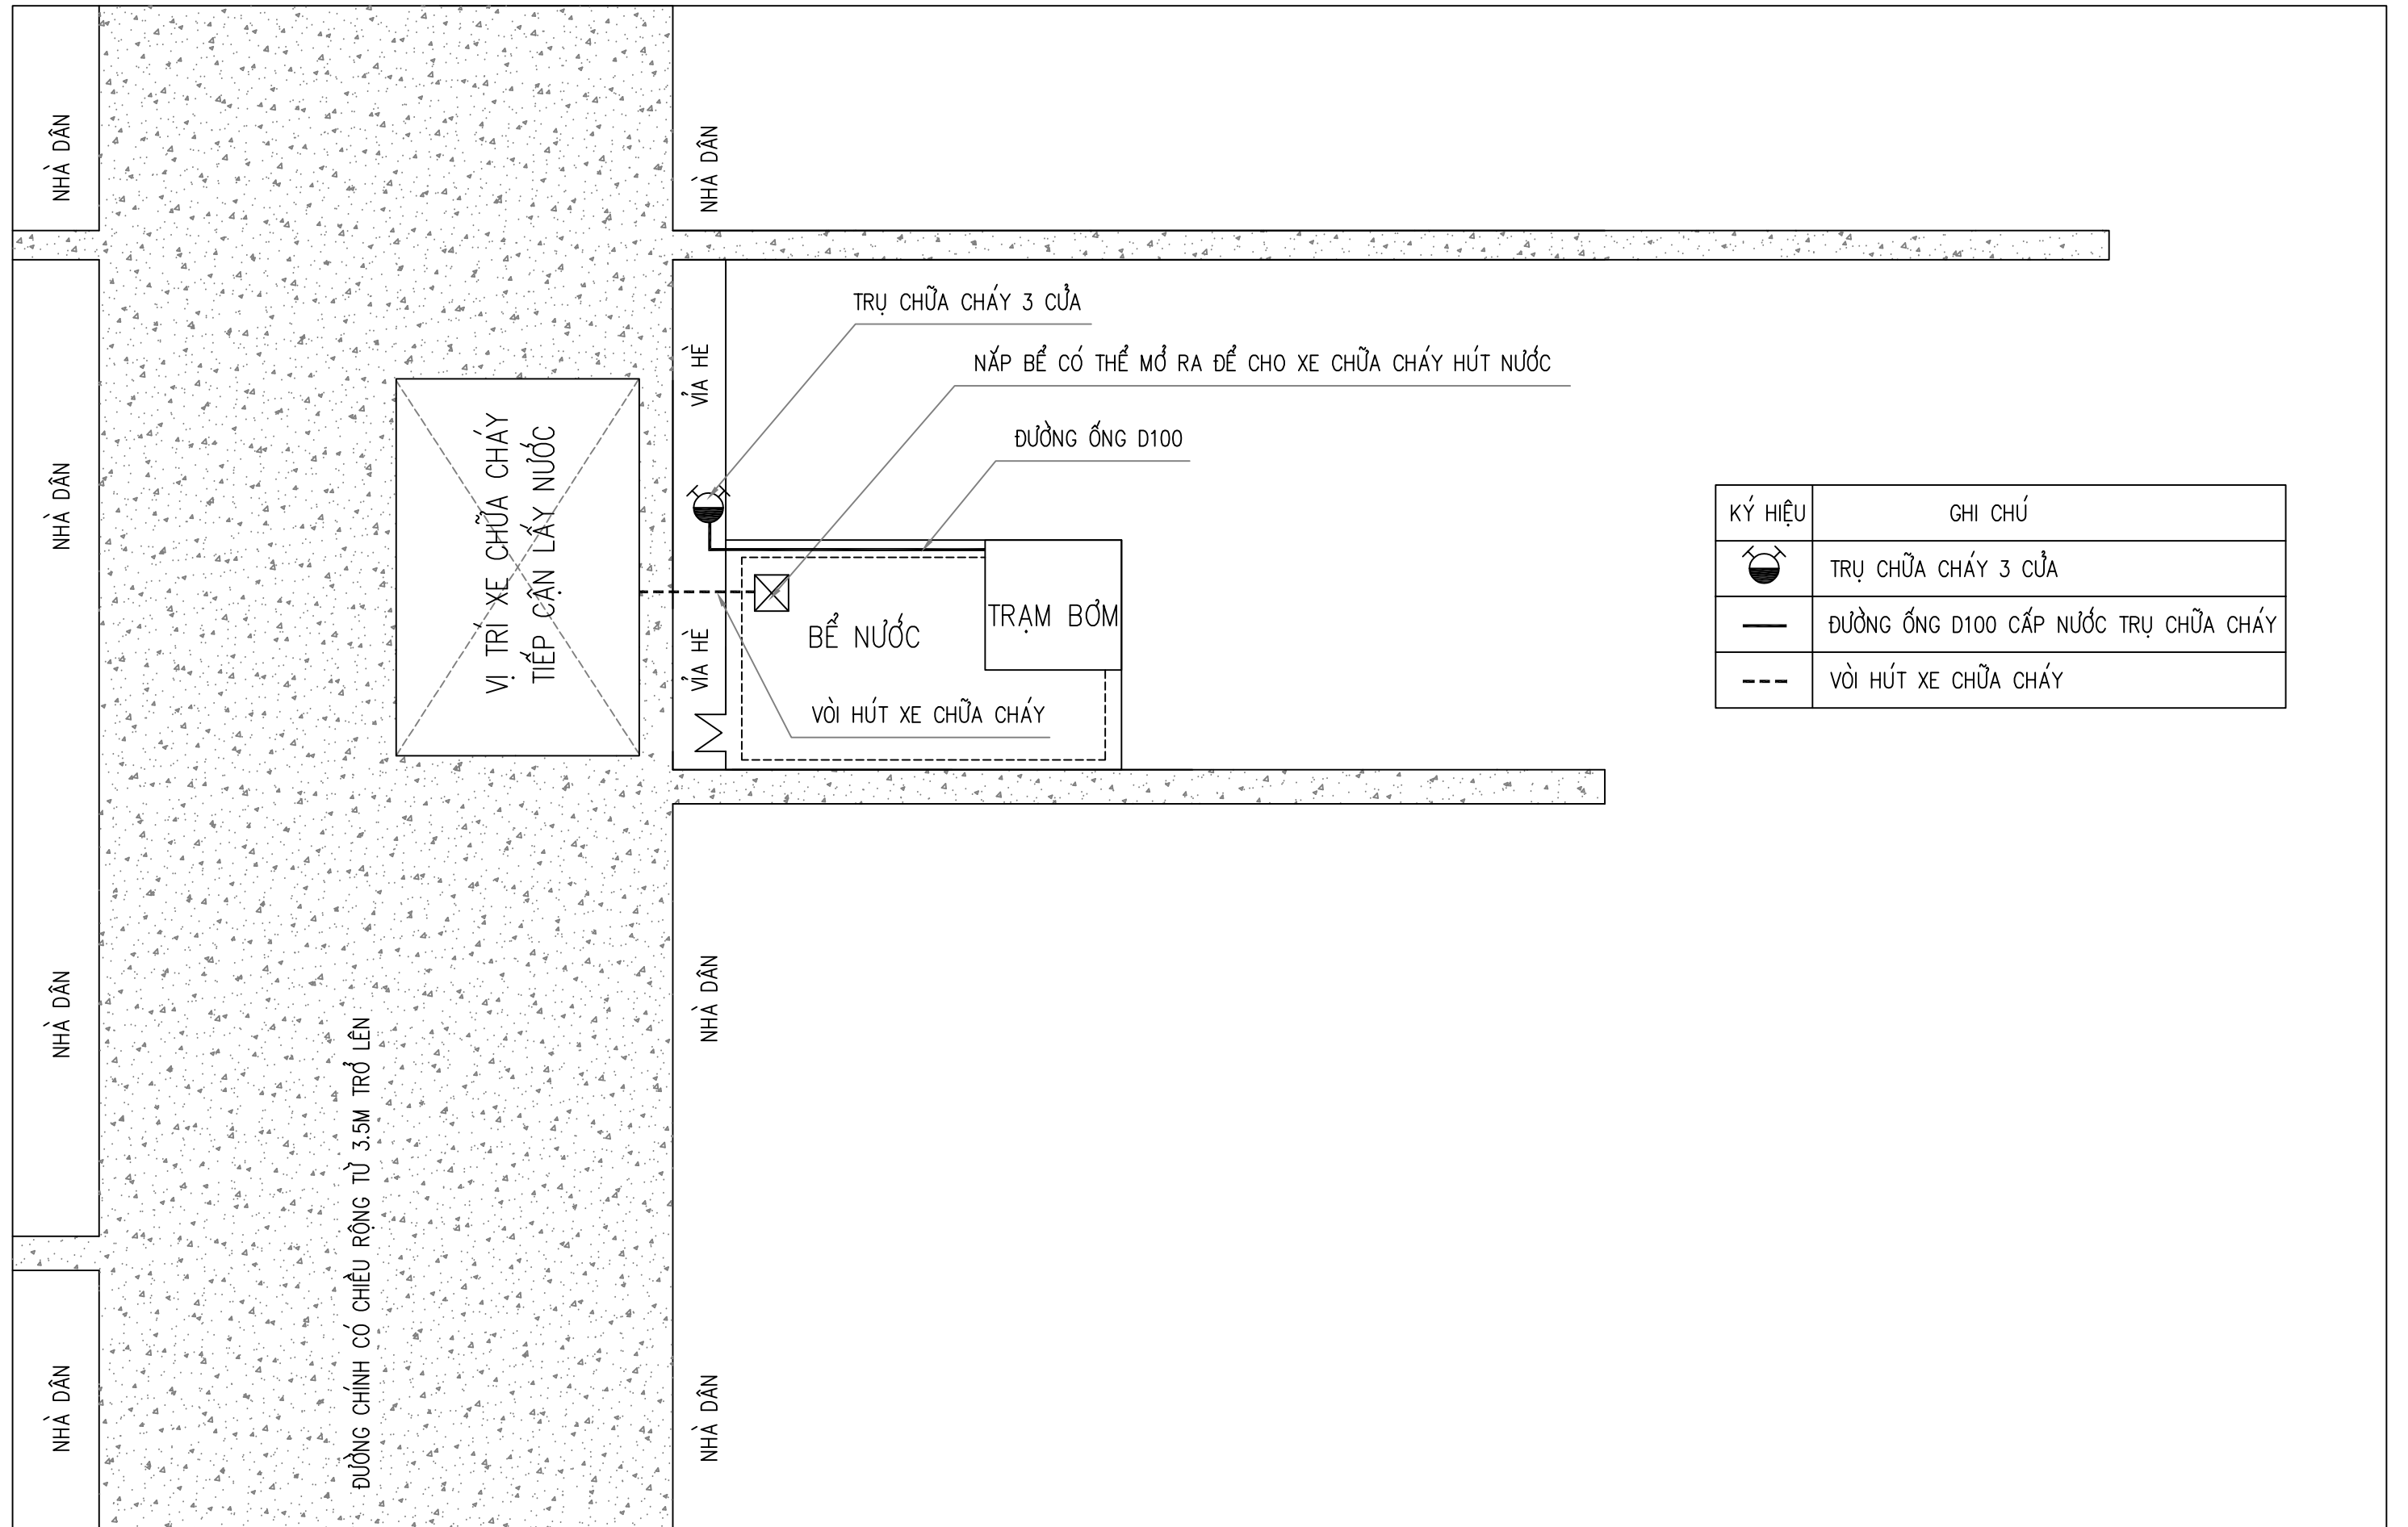 NHÀ DÂN
NHÀ DÂN
TRỤ CHỮA CHÁY 3 CỬA
NẮP BỂ CÓ THỂ MỞ RA ĐỂ CHO XE CHỮA CHÁY HÚT NƯỚC
VỈA HÈ
ĐƯỜNG ỐNG D100
NHÀ DÂN
VỊ TRÍ XE CHỮA CHÁY
TIẾP CẬN LẤY NƯỚC
TRẠM BƠM
BỂ NƯỚC
VỈA HÈ
VÒI HÚT XE CHỮA CHÁY
KÝ HIỆU GHI CHÚ
TRỤ CHỮA CHÁY 3 CỬA
ĐƯỜNG ỐNG D100 CẤP NƯỚC TRỤ CHỮA CHÁY
VÒI HÚT XE CHỮA CHÁY
NHÀ DÂN
NHÀ DÂN
ĐƯỜNG CHÍNH CÓ CHIỀU RỘNG TỪ 3.5M TRỞ LÊN
NHÀ DÂN
NHÀ DÂN